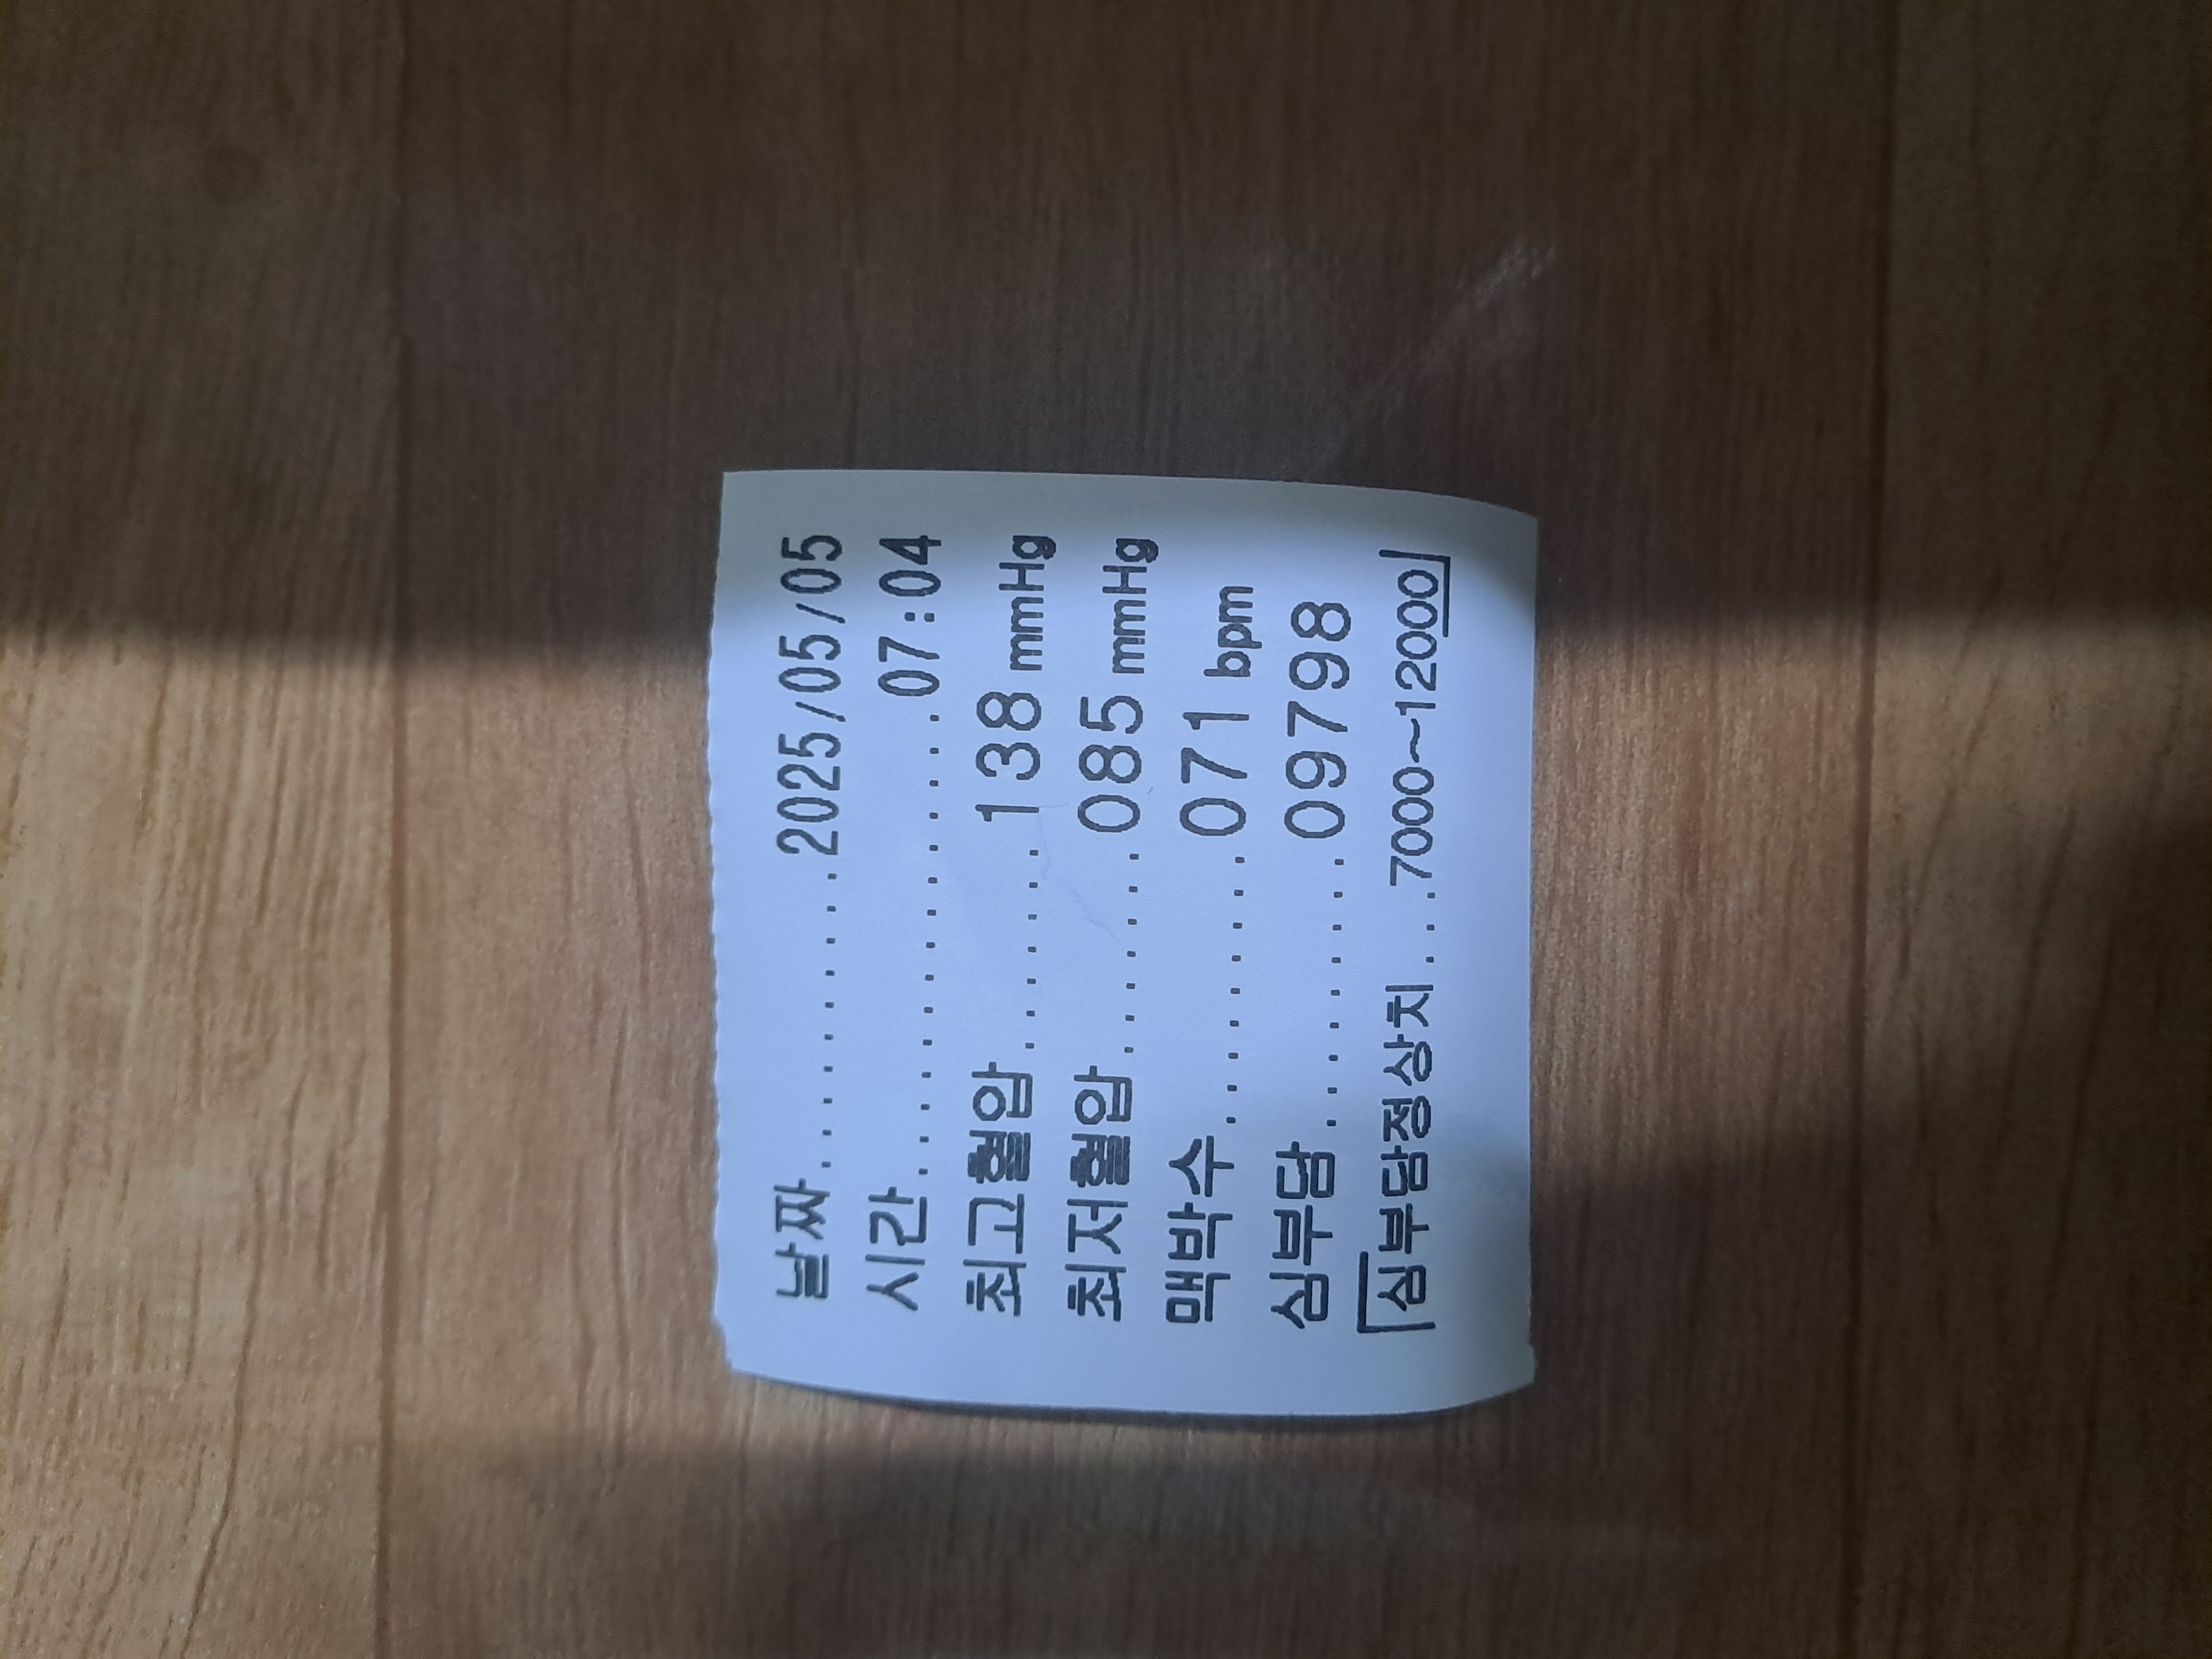 날짜..........2025/05/05
시간...............07:04
최고혈압.......138 mmHg
최저혈압.......085 mmHg
맥박수.........071 bpm
심부담.........09798
「심부담정상치...7000~12000」